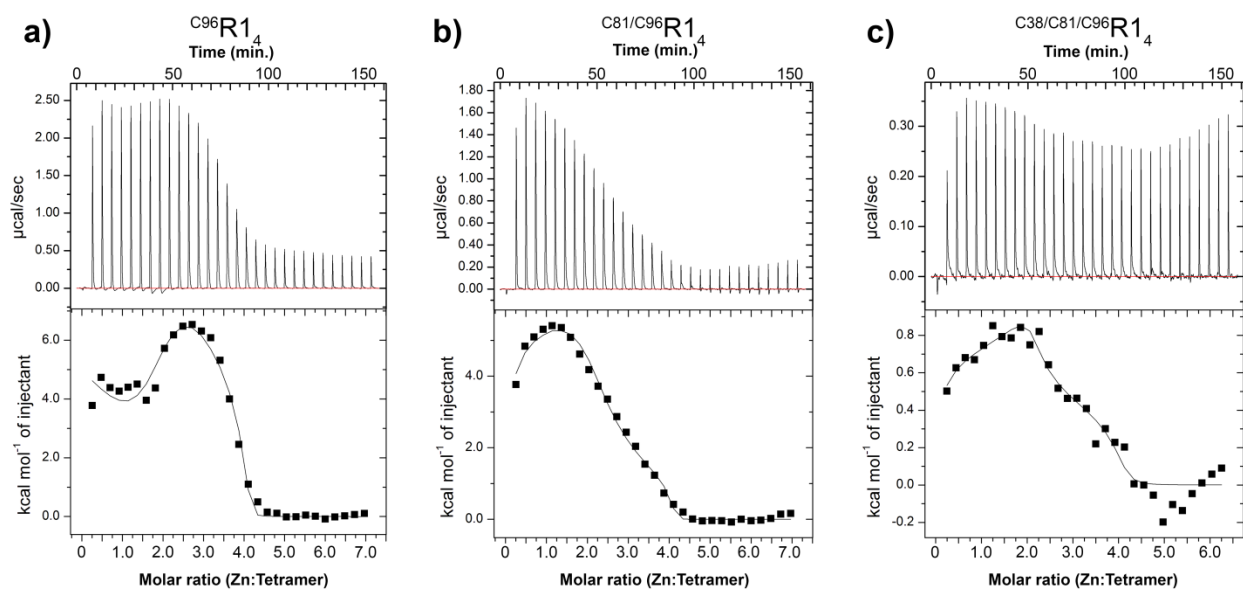 a)
C96R14
Time (min.)
0 50 100 150
2.50
2.00
1.50
1.00
0.50
0.00
µcal/sec
6.0
4.0
2.0
0.0
kcal mol-1 of injectant
0 1.0 2.0 3.0 4.0 5.0 6.0 7.0
Molar ratio (Zn:Tetramer)
b)
C81/C96R14
Time (min.)
0 50 100 150
1.80
1.60
1.40
1.20
1.00
0.80
0.60
0.40
0.20
0.00
µcal/sec
4.0
2.0
0.0
kcal mol-1 of injectant
0 1.0 2.0 3.0 4.0 5.0 6.0 7.0
Molar ratio (Zn:Tetramer)
c)
C38/C81/C96R14
Time (min.)
0 50 100 150
0.30
0.20
0.10
0.00
µcal/sec
0.8
0.6
0.4
0.2
0.0
-0.2
kcal mol-1 of injectant
0 1.0 2.0 3.0 4.0 5.0 6.0
Molar ratio (Zn:Tetramer)